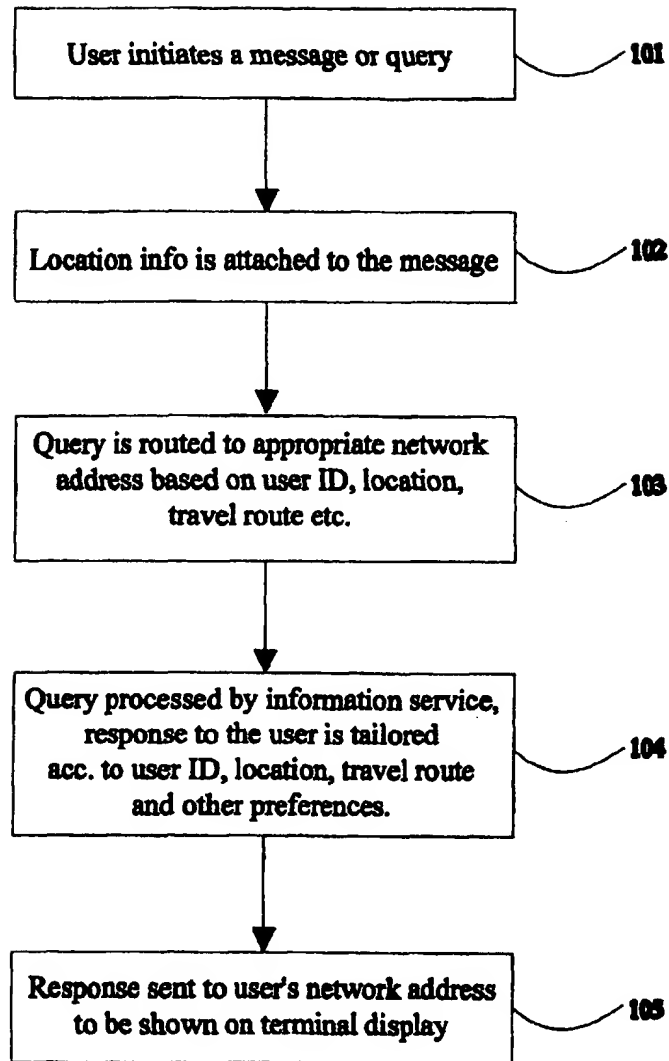 User initiates a message or query
101
Location info is attached to the message
102
Query is routed to appropriate network
address based on user ID, location,
travel route etc.
103
Query processed by information service,
response to the user is tailored
acc. to user ID, location, travel route
and other preferences.
104
Response sent to user's network address
to be shown on terminal display
105